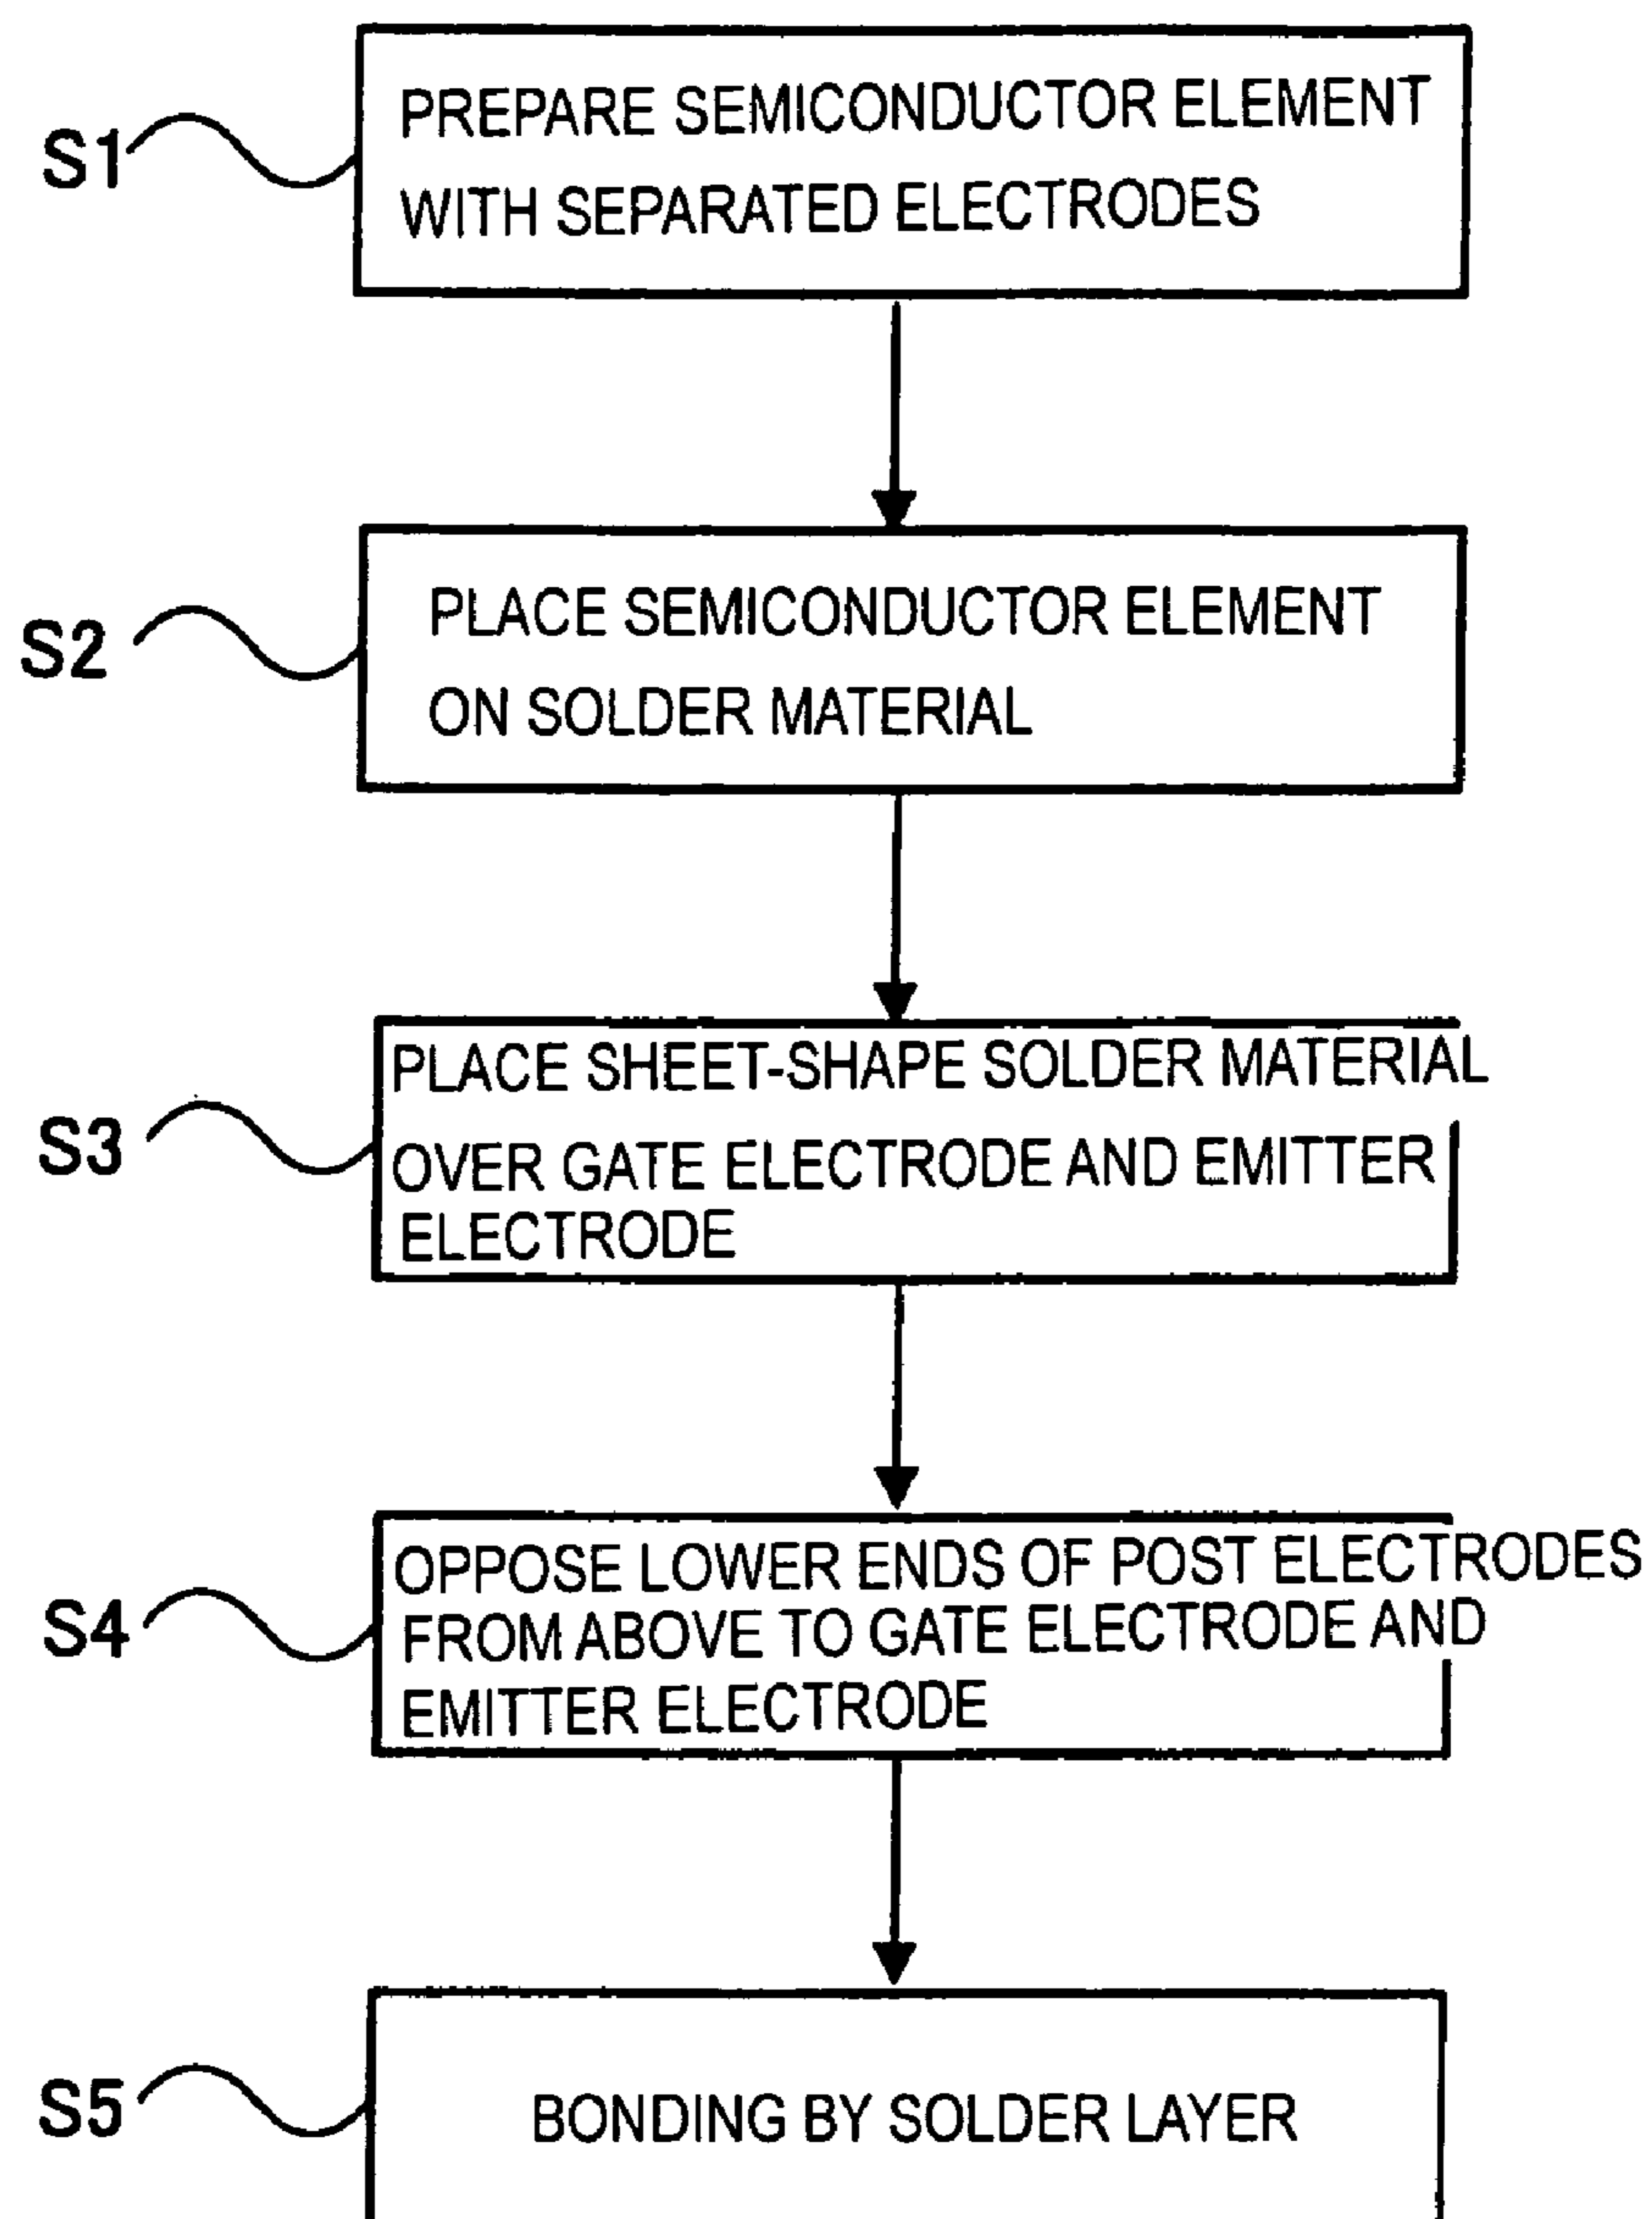 S1
PREPARE SEMICONDUCTOR ELEMENT
WITH SEPARATED ELECTRODES
S2
PLACE SEMICONDUCTOR ELEMENT
ON SOLDER MATERIAL
S3
PLACE SHEET-SHAPE SOLDER MATERIAL
OVER GATE ELECTRODE AND EMITTER
ELECTRODE
S4
OPPOSE LOWER ENDS OF POST ELECTRODES
FROM ABOVE TO GATE ELECTRODE AND
EMITTER ELECTRODE
S5
BONDING BY SOLDER LAYER